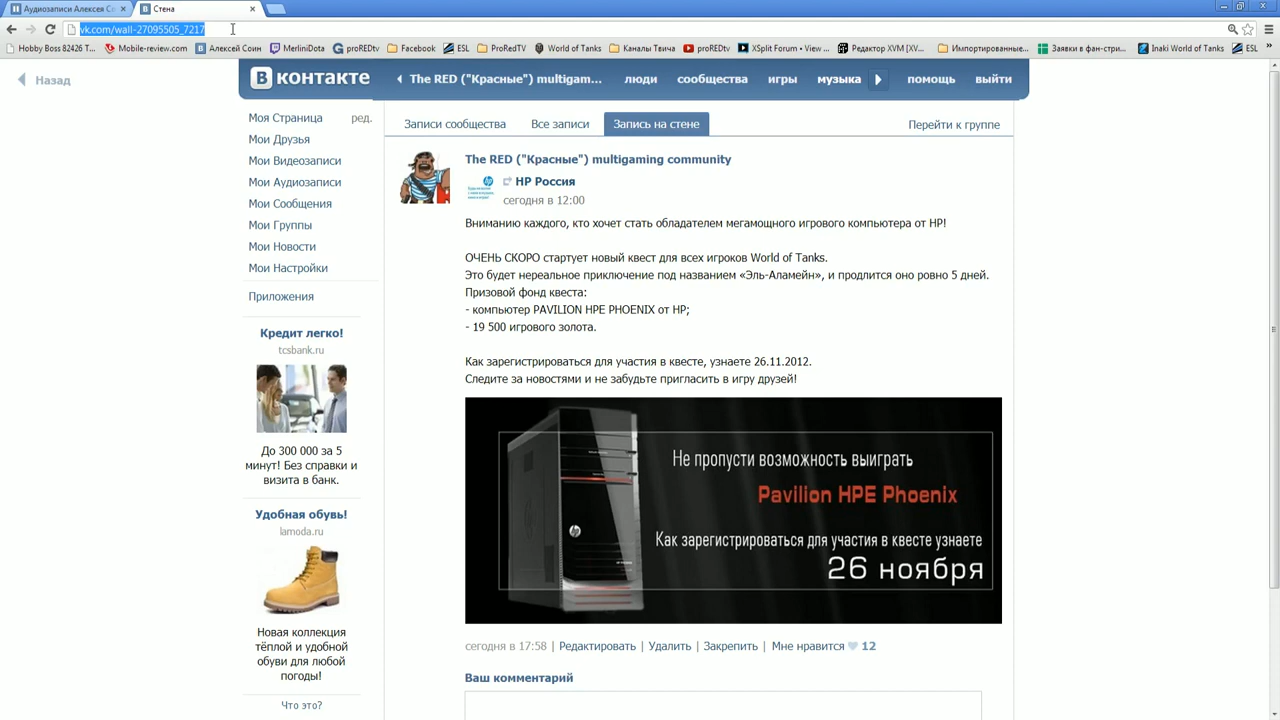 Аудиозаписи Алексея Со
Стена
vk.com/wall-27095505_7217
Hobby Boss 82426 T...
Mobile-review.com
Алексей Соин
MerliniDota
proREDtv
Facebook
ESL
ProRedTV
World of Tanks
Каналы Твича
proREDtv
XSplit Forum • View ...
Редактор XVM [XV...
Импортированные...
Заявки в фан-стри...
Inaki World of Tanks
ESL
»
Назад
В контакте
The RED ("Красные") multigam...
люди
сообщества
игры
музыка
помощь
выйти
Моя Страница
ред.
Мои Друзья
Мои Видеозаписи
Мои Аудиозаписи
Мои Сообщения
Мои Группы
Мои Новости
Мои Настройки
Приложения
Кредит легко!
tcsbank.ru
До 300 000 за 5
минут! Без справки и
визита в банк.
Удобная обувь!
lamoda.ru
Новая коллекция
тёплой и удобной
обуви для любой
погоды!
Что это?
Записи сообщества
Все записи
Запись на стене
Перейти к группе
The RED ("Красные") multigaming community
HP Россия
сегодня в 12:00
Вниманию каждого, кто хочет стать обладателем мегамощного игрового компьютера от HP!
ОЧЕНЬ СКОРО стартует новый квест для всех игроков World of Tanks.
Это будет нереальное приключение под названием «Эль-Аламейн», и продлится оно ровно 5 дней.
Призовой фонд квеста:
- компьютер PAVILION HPE PHOENIX от HP;
- 19 500 игрового золота.
Как зарегистрироваться для участия в квесте, узнаете 26.11.2012.
Следите за новостями и не забудьте пригласить в игру друзей!
Не пропусти возможность выиграть
Pavilion HPE Phoenix
Как зарегистрироваться для участия в квесте узнаете
26 ноября
hp
сегодня в 17:58 | Редактировать | Удалить | Закрепить | Мне нравится 12
Ваш комментарий